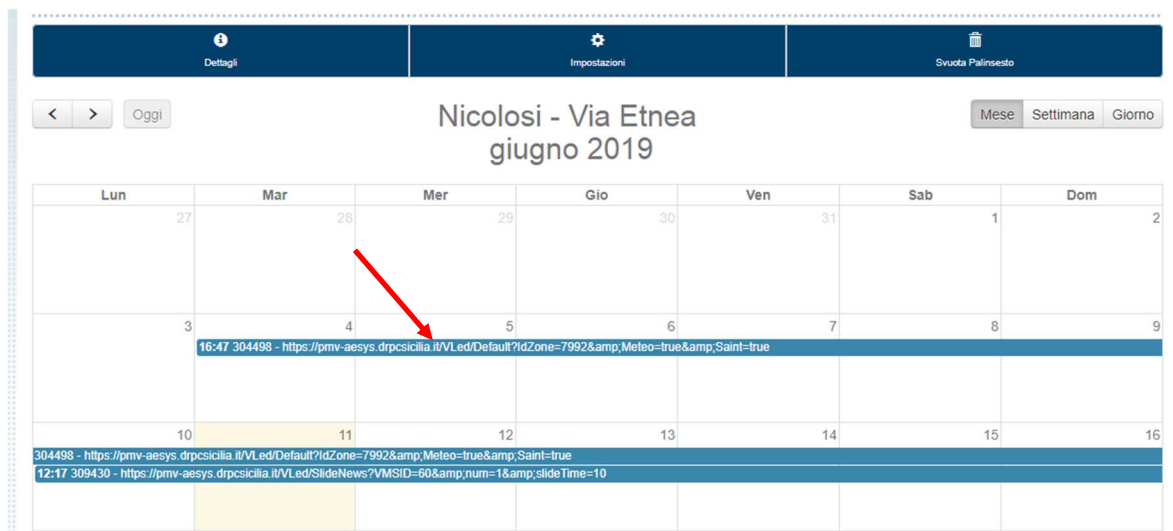 Dettagli Impostazioni Svuota Palinsesto
Oggi Nicolosi - Via Etnea Mese Settimana Giorno
giugno 2019
Lun Mar Mer Gio Ven Sab Dom
27 28 29 30 31 1 2
3 4 5 6 7 8 9
16:47 304498 - https://pmv-aesys.drpcsicilia.it/VLed/Default?IdZone=7992&amp;Meteo=true&amp;Saint=true
10 11 12 13 14 15 16
304498 - https://pmv-aesys.drpcsicilia.it/VLed/Default?IdZone=7992&amp;Meteo=true&amp;Saint=true
12:17 309430 - https://pmv-aesys.drpcsicilia.it/VLed/SlideNews?VMSID=60&amp;num=1&amp;slideTime=10